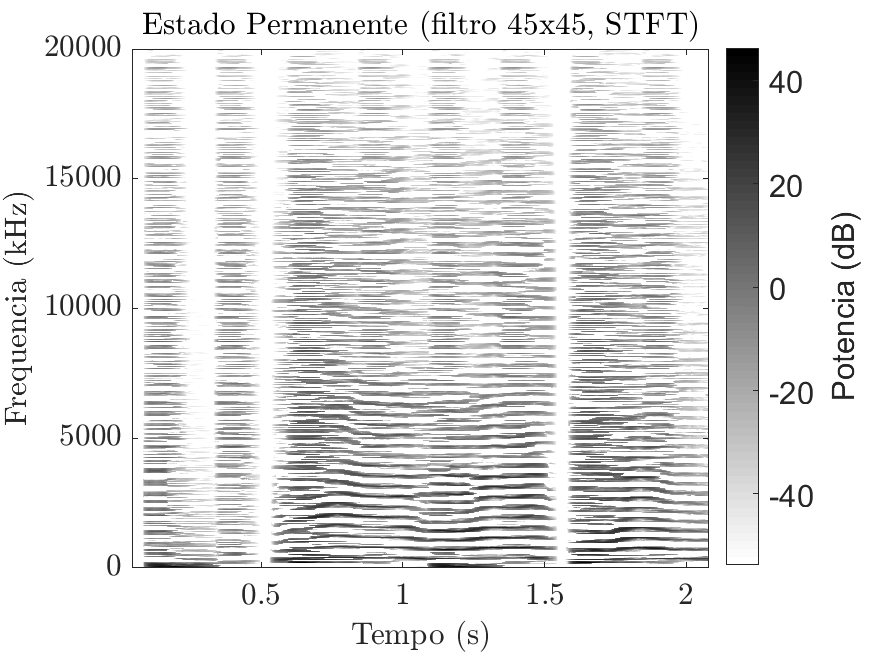 Estado Permanente (filtro 45x45, STFT)
20000
15000
10000
5000
0
Frequencia (kHz)
0.5 1 1.5 2
Tempo (s)
40
20
0
-20
-40
Potencia (dB)